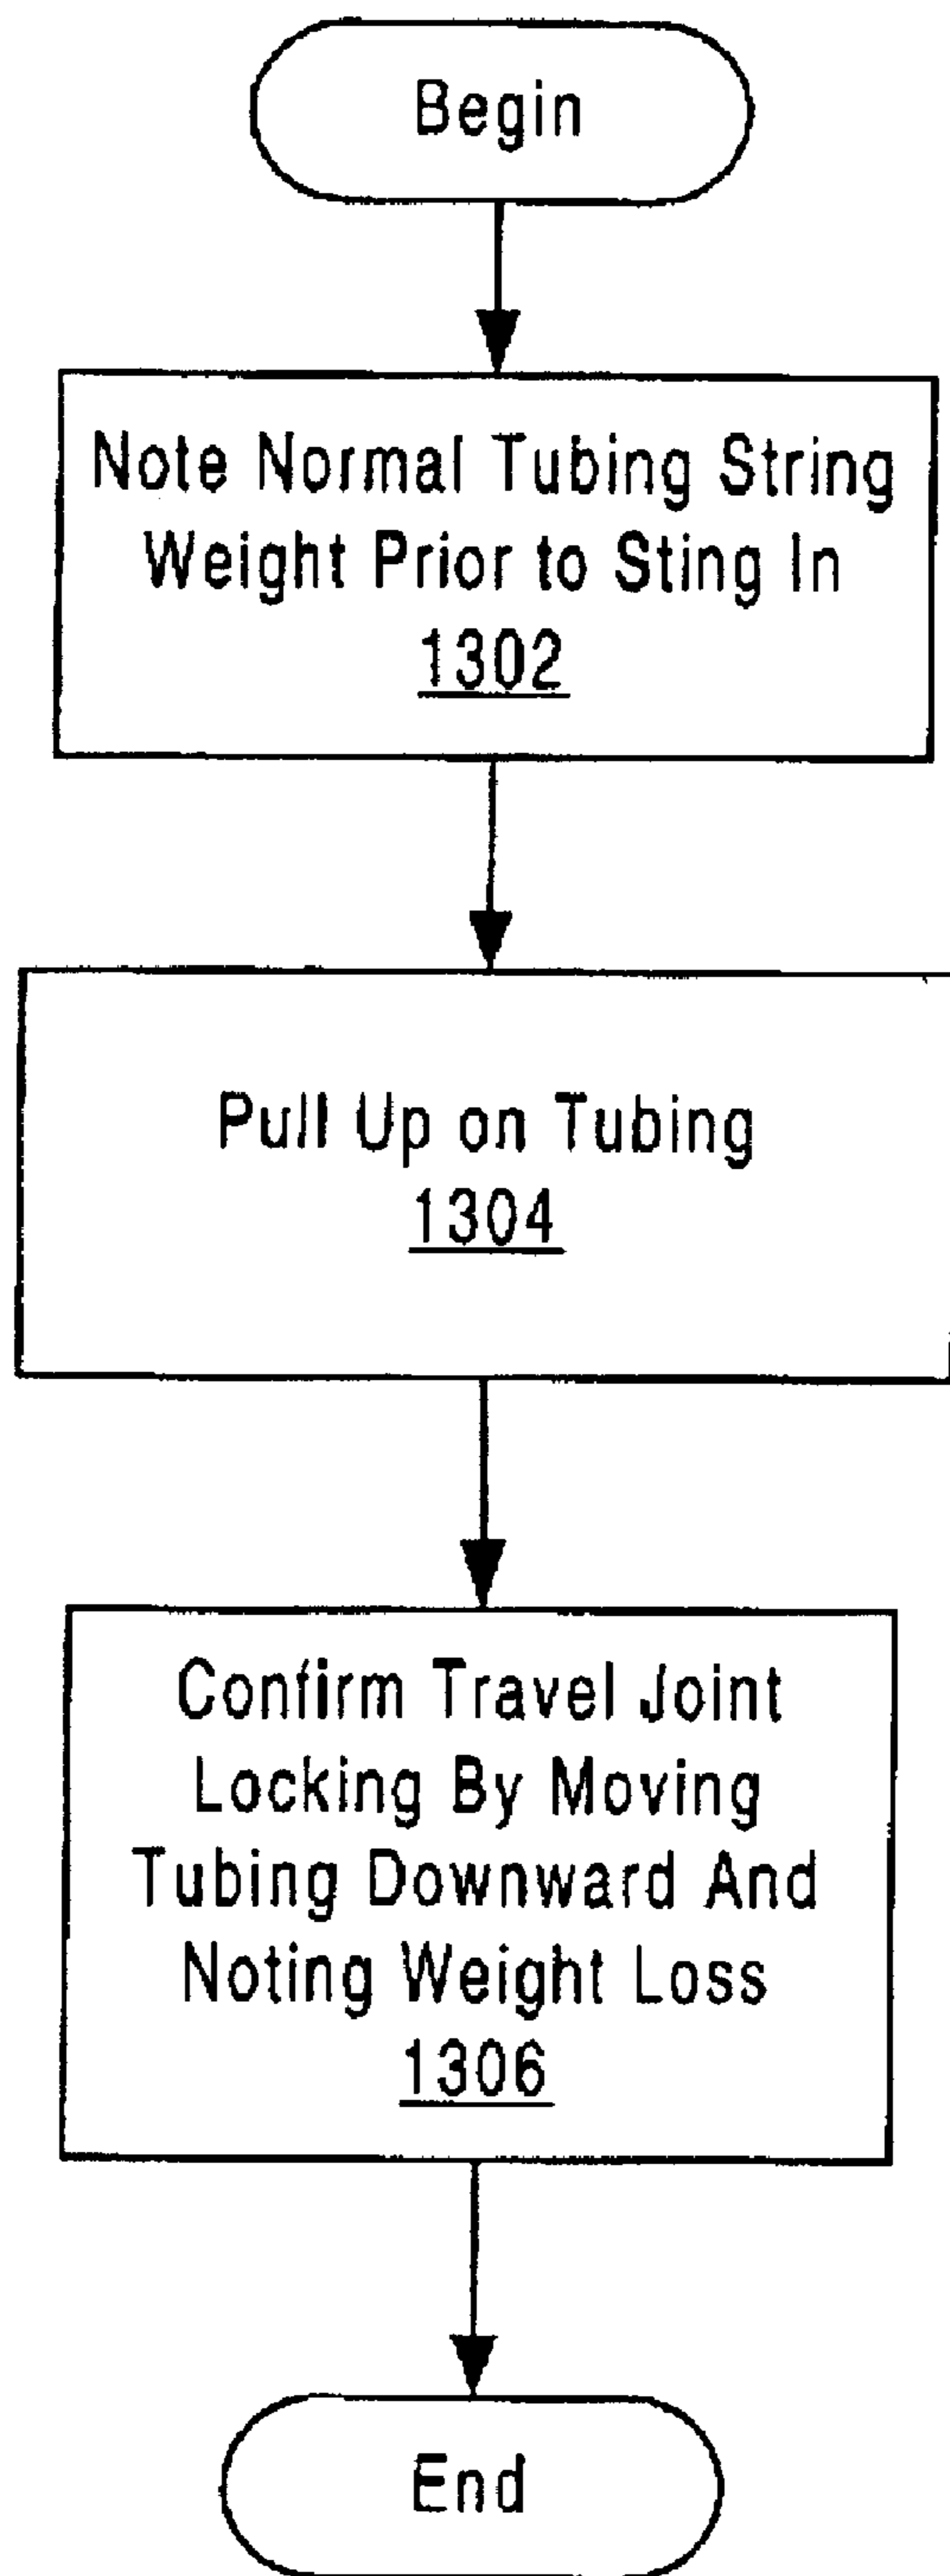 Begin
Note Normal Tubing String
Weight Prior to Sting In
1302
Pull Up on Tubing
1304
Confirm Travel Joint
Locking By Moving
Tubing Downward And
Noting Weight Loss
1306
End